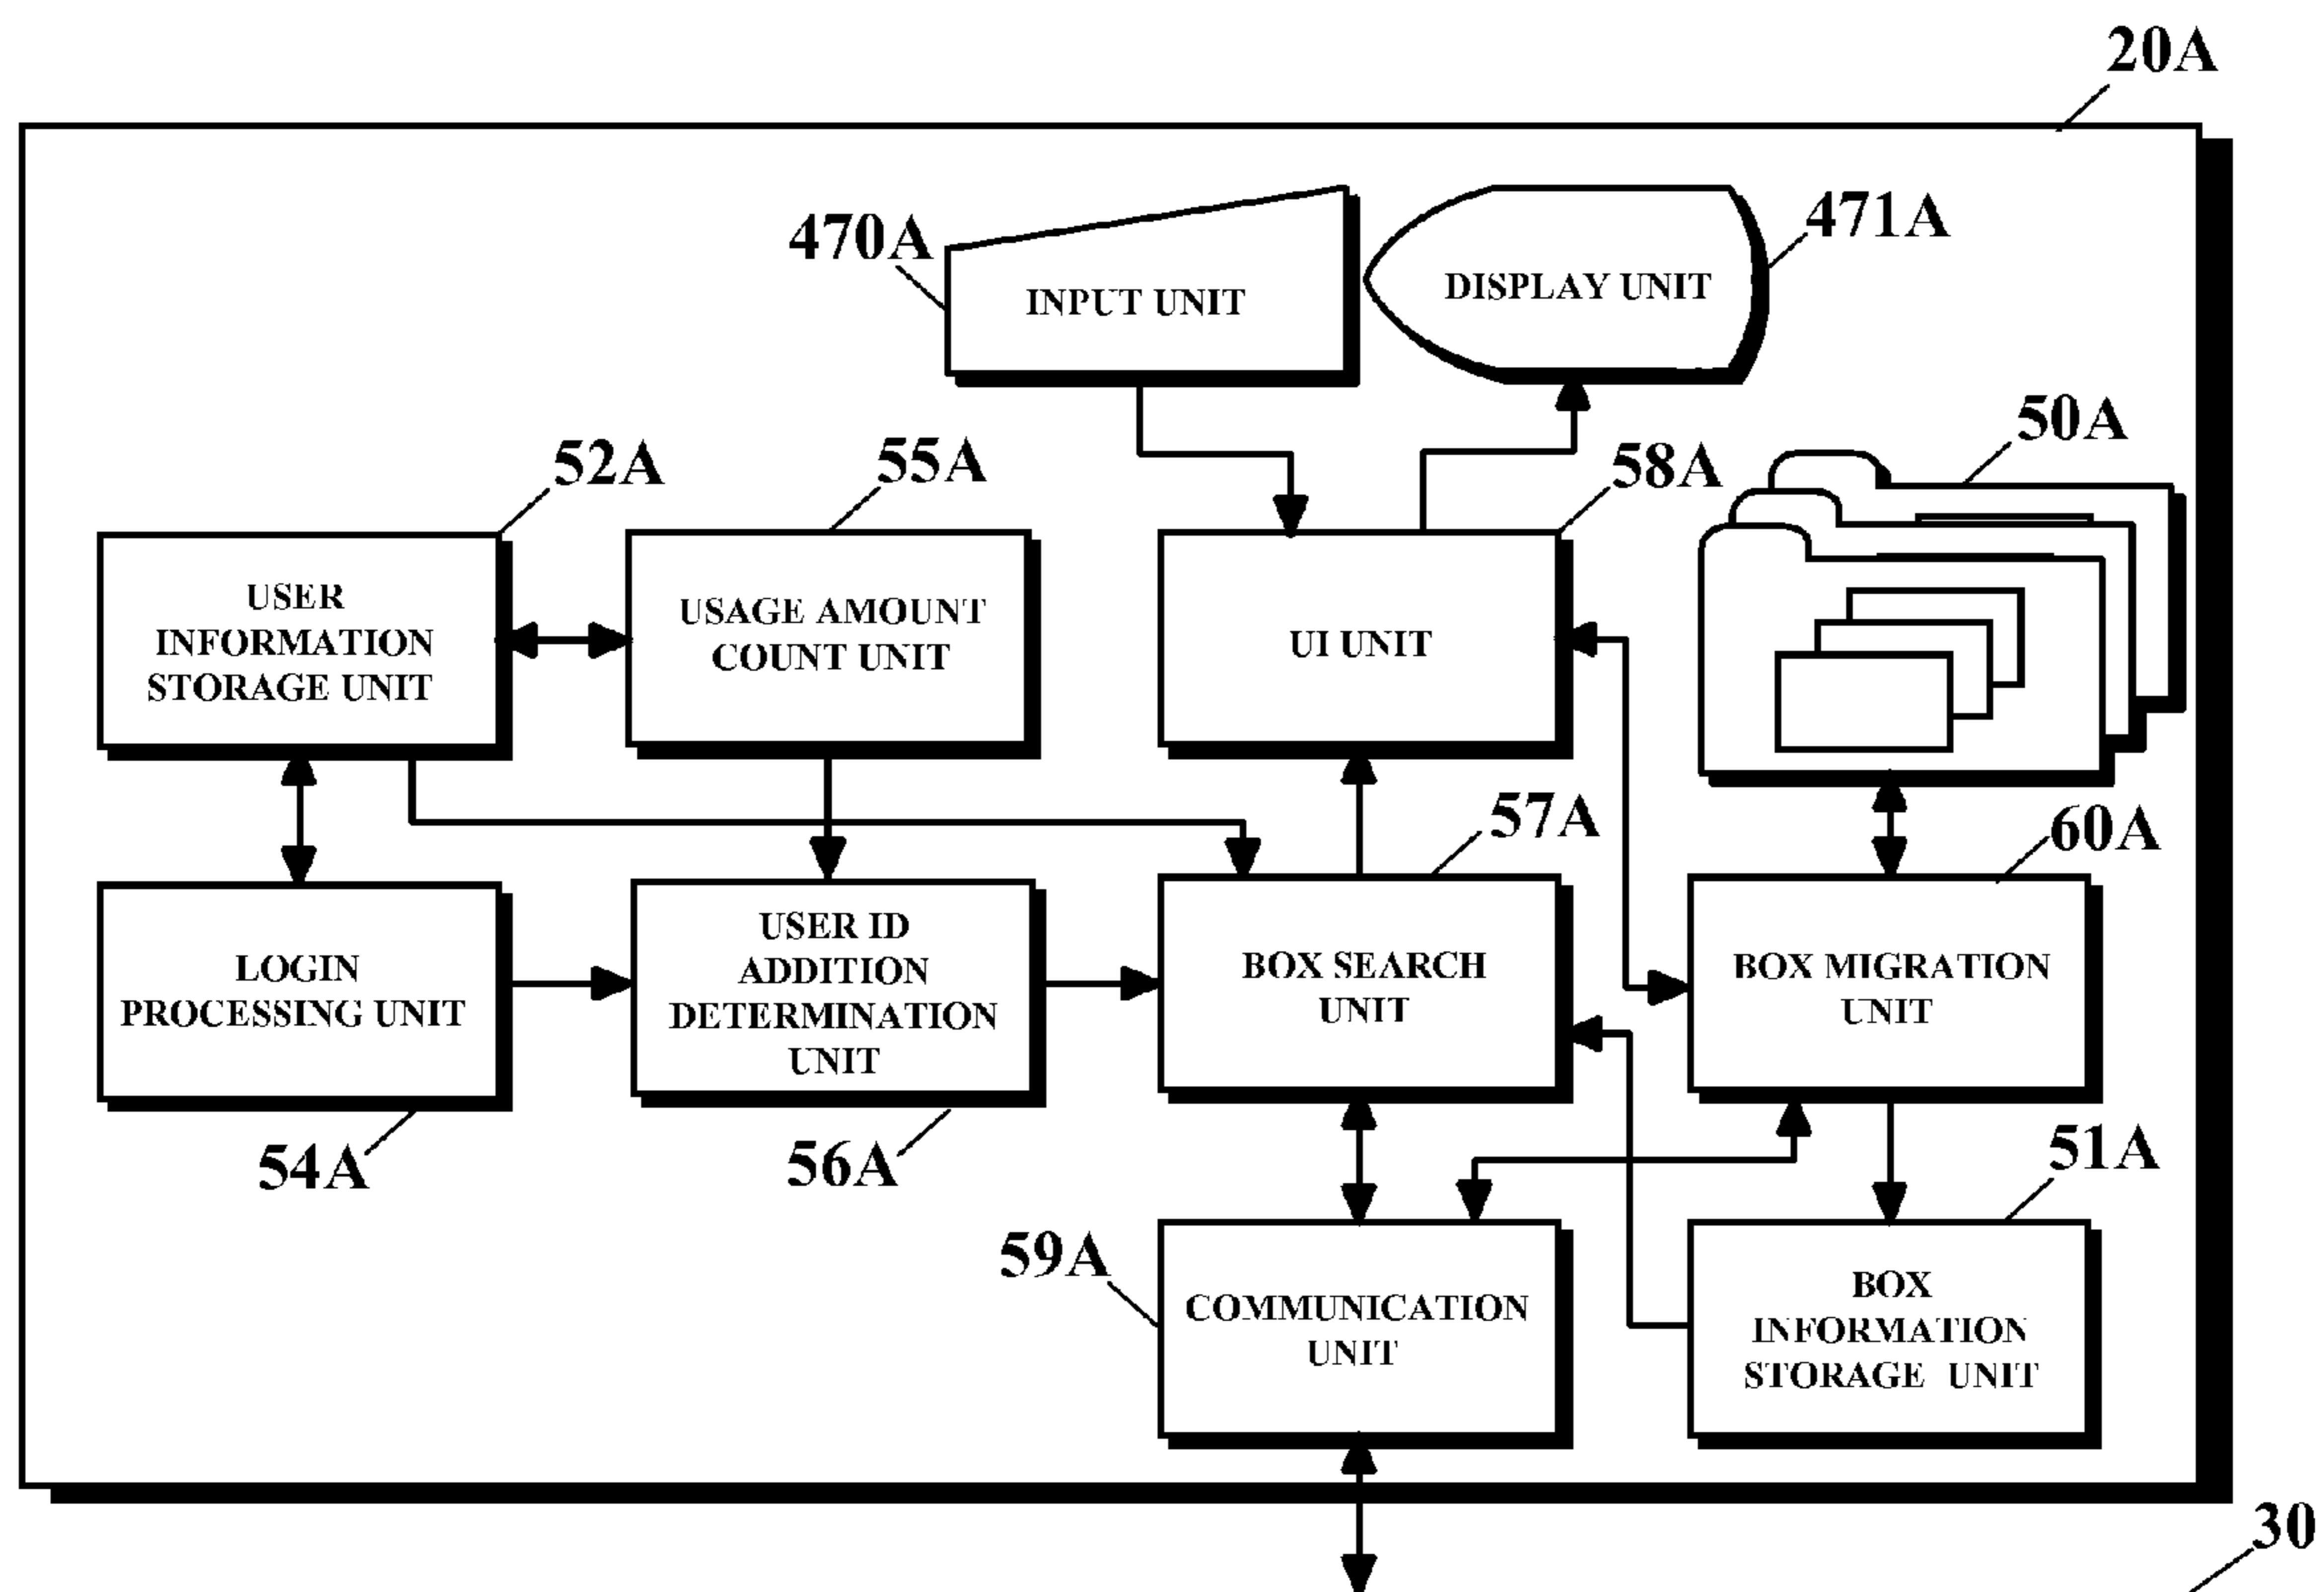 20A
470A
INPUT UNIT
DISPLAY UNIT
471A
52A
55A
58A
50A
USER
INFORMATION
STORAGE UNIT
USAGE AMOUNT
COUNT UNIT
UI UNIT
57A
60A
LOGIN
PROCESSING UNIT
USER ID
ADDITION
DETERMINATION
UNIT
BOX SEARCH
UNIT
BOX MIGRATION
UNIT
54A
56A
51A
59A
COMMUNICATION
UNIT
BOX
INFORMATION
STORAGE UNIT
30